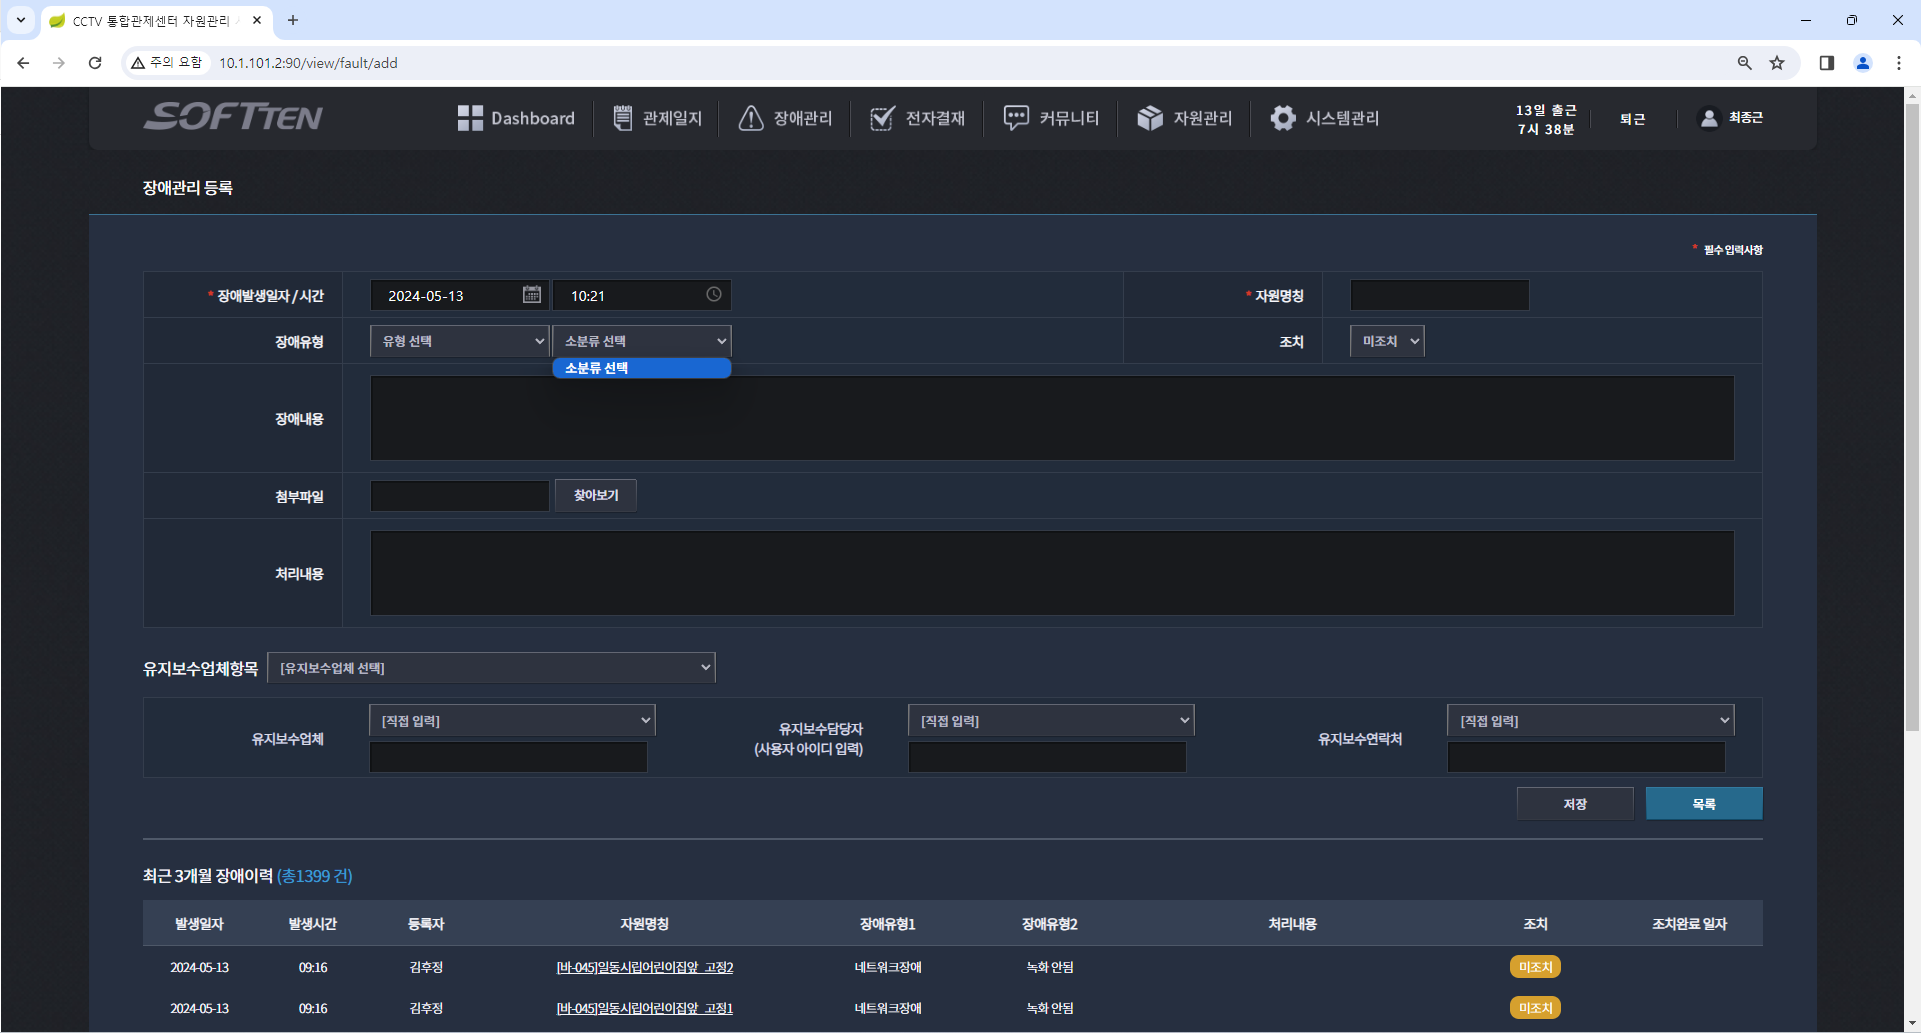 CCTV 통합관제센터 자원관리
주의 요함 10.1.101.2:90/view/fault/add
SOFTTEN
Dashboard 관제일지 장애관리 전자결재 커뮤니티 자원관리 시스템관리
13일 출근
7시 38분
퇴근 최종근
장애관리 등록
* 필수입력사항
* 장애발생일자 / 시간 2024-05-13 10:21 * 자원명칭
장애유형 유형 선택 소분류 선택 조치 미조치
소분류 선택
장애내용
첨부파일 찾아보기
처리내용
유지보수업체항목 [유지보수업체 선택]
유지보수업체 [직접 입력] 유지보수담당자 (사용자 아이디 입력) [직접 입력] 유지보수연락처 [직접 입력]
저장 목록
최근 3개월 장애이력 (총1399 건)
발생일자 발생시간 등록자 자원명칭 장애유형1 장애유형2 처리내용 조치 조치완료 일자
2024-05-13 09:16 김후정 [바-045]일동시립어린이집앞_고정2 네트워크장애 녹화 안됨 미조치
2024-05-13 09:16 김후정 [바-045]일동시립어린이집앞_고정1 네트워크장애 녹화 안됨 미조치